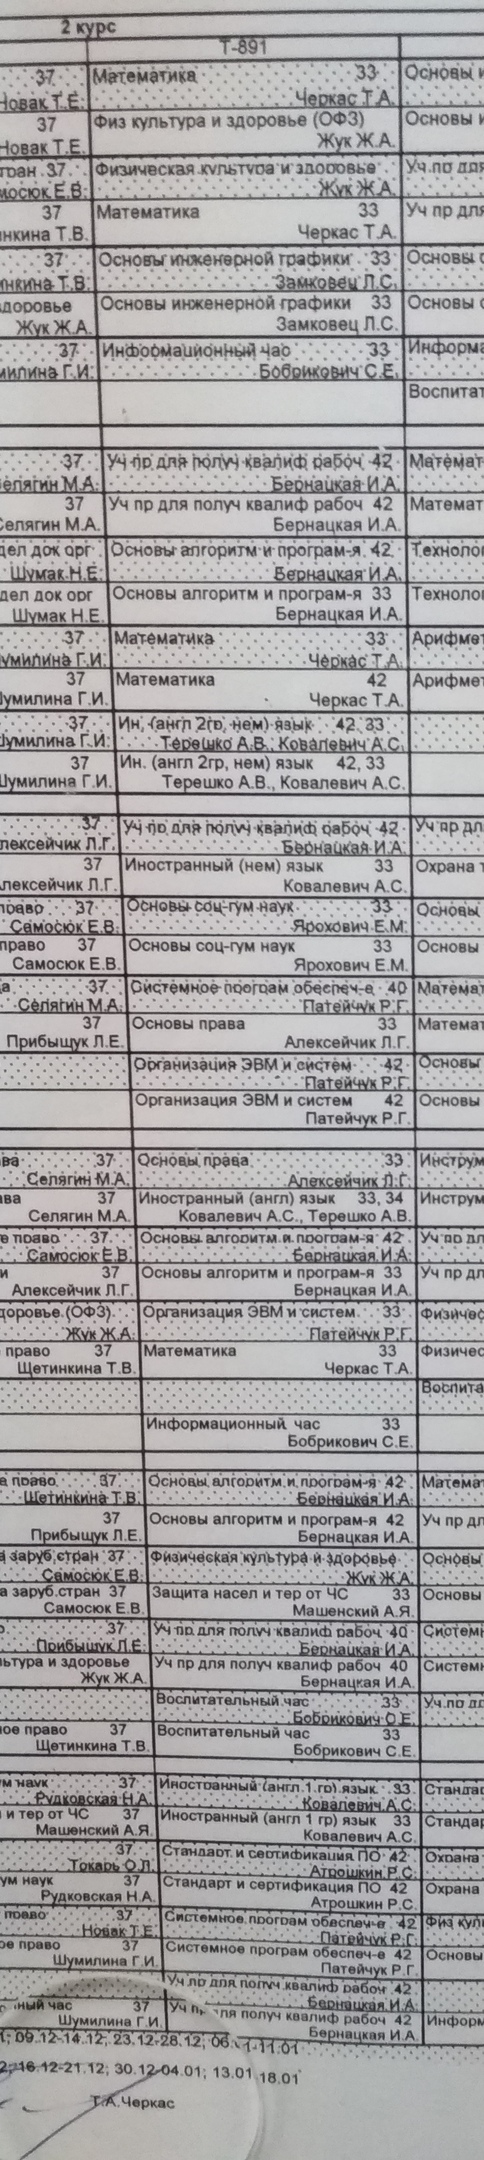 2 курс
Т-891
37 Математика 33 Основы и
Новак Т.Е. Черкас Т.А.
37 Физ культура и здоровье (ОФЗ) Основы и
Новак Т.Е. Жук Ж.А.
стран 37 Физическая культура и здоровье Уч пр для
Самосюк Е.В. Жук Ж.А.
37 Математика 33 Уч пр для
нкина Т.В. Черкас Т.А.
37 Основы инженерной графики 33 Основы
инкина Т.В. Замковец Л.С.
доровье Основы инженерной графики 33 Основы
Жук Ж.А. Замковец Л.С.
37 Информационный час 33 Информа
милина Г.И. Бобрикович С.Е.
Воспитат
37 Уч пр для получ квалиф рабоч 42 Математ
Селягин М.А. Бернацкая И.А.
37 Уч пр для получ квалиф рабоч 42 Математ
Селягин М.А. Бернацкая И.А.
дел док орг Основы алгоритм и програм-я 42 Технолог
Шумак Н.Е. Бернацкая И.А.
дел док орг Основы алгоритм и програм-я 33 Технолог
Шумак Н.Е. Бернацкая И.А.
37 Математика 33 Арифмет
умилина Г.И. Черкас Т.А.
37 Математика 42 Арифмет
Шумилина Г.И. Черкас Т.А.
37 Ин. (англ 2гр, нем) язык 42, 33
Шумилина Г.И. Терешко А.В., Ковалевич А.С.
37 Ин. (англ 2гр, нем) язык 42, 33
Шумилина Г.И. Терешко А.В., Ковалевич А.С.
37 Уч пр для получ квалиф рабоч 42 Уч пр дл
лексейчик Л.Г. Бернацкая И.А.
37 Иностранный (нем) язык 33 Охрана т
Алексейчик Л.Г. Ковалевич А.С.
право 37 Основы соц-гум наук 33 Основы
Самосюк Е.В. Ярохович Е.М.
право 37 Основы соц-гум наук 33 Основы
Самосюк Е.В. Ярохович Е.М.
37 Системное програм обеспеч-е 40 Математ
Селягин М.А. Патейчук Р.Г.
37 Основы права 33 Математ
Прибыщук Л.Е. Алексейчик Л.Г.
Организация ЭВМ и систем 42 Основы
Патейчук Р.Г.
Организация ЭВМ и систем 42 Основы
Патейчук Р.Г.
ва 37 Основы права 33 Инструм
Селягин М.А. Алексейчик Л.Г.
ава 37 Иностранный (англ) язык 33, 34 Инструм
Селягин М.А. Ковалевич А.С., Терешко А.В.
е право 37 Основы алгоритм и програм-я 42 Уч пр дл
Самосюк Е.В. Бернацкая И.А.
и 37 Основы алгоритм и програм-я 33 Уч пр дл
Алексейчик Л.Г. Бернацкая И.А.
доровье (ОФЗ) Организация ЭВМ и систем 33 Физичес
Жук Ж.А. Патейчук Р.Г.
право 37 Математика 33 Физичес
Щетинкина Т.В. Черкас Т.А.
Воспита
Информационный час 33
Бобрикович С.Е.
е право 37 Основы алгоритм и програм-я 42 Математ
Щетинкина Т.В. Бернацкая И.А.
37 Основы алгоритм и програм-я 42 Уч пр дл
Прибыщук Л.Е. Бернацкая И.А.
а заруб.стран 37 Физическая культура и здоровье Основы
Самосюк Е.В. Жук Ж.А.
а заруб.стран 37 Защита насел и тер от ЧС 33 Основы
Самосюк Е.В. Машенский А.Я.
37 Уч пр для получ квалиф рабоч 40 Системн
Прибыщук Л.Е. Бернацкая И.А.
льтура и здоровье Уч пр для получ квалиф рабоч 40 Системн
Жук Ж.А. Бернацкая И.А.
Воспитательный час 33 Уч пр дл
Бобрикович С.Е.
ное право 37 Воспитательный час 33
Щетинкина Т.В. Бобрикович С.Е.
ум наук 37 Иностранный (англ 1 гр) язык 33 Стандар
Рудковская Н.А. Ковалевич А.С.
и тер от ЧС 37 Иностранный (англ 1 гр) язык 33 Стандар
Машенский А.Я. Ковалевич А.С.
37 Стандарт и сертификация ПО 42 Охрана
Токарь О.Л. Атрошкин Р.С.
ум наук 37 Стандарт и сертификация ПО 42 Охрана
Рудковская Н.А. Атрошкин Р.С.
право 37 Системное програм обеспеч-е 42 Физ куль
Новак Т.Е. Патейчук Р.Г.
ое право 37 Системное програм обеспеч-е 42 Основы
Шумилина Г.И. Патейчук Р.Г.
Уч пр для получ квалиф рабоч 42
Бернацкая И.А.
ный час 37 Уч пр для получ квалиф рабоч 42 Информ
Шумилина Г.И. Бернацкая И.А.
09.12-14.12; 23.12-28.12; 06. 1-11.01
16.12-21.12; 30.12-04.01; 13.01 18.01
Т.А.Черкас